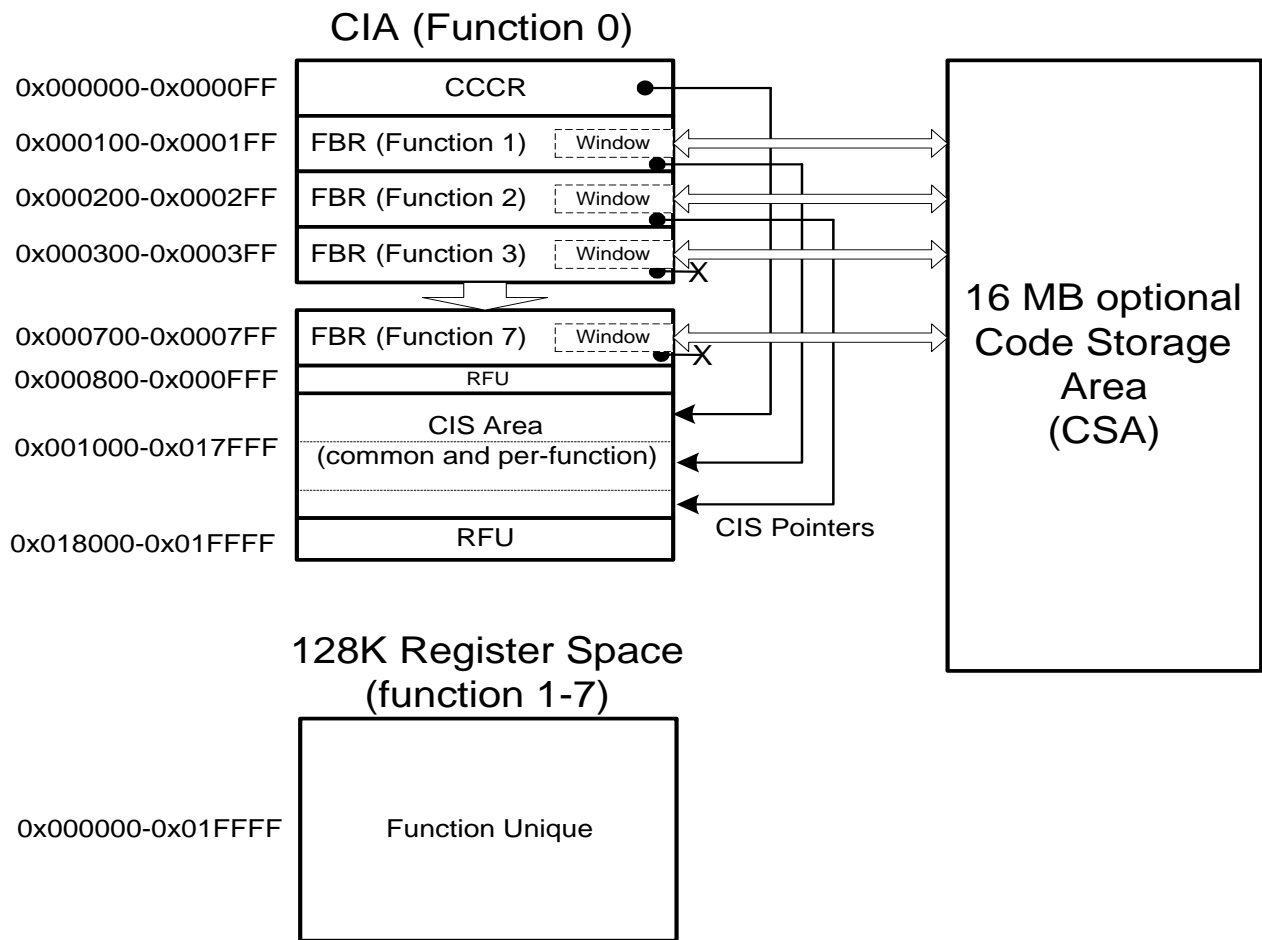 CIA (Function 0)
0x000000-0x0000FF
CCCR
0x000100-0x0001FF
FBR (Function 1)
Window
0x000200-0x0002FF
FBR (Function 2)
Window
0x000300-0x0003FF
FBR (Function 3)
Window
X
0x000700-0x0007FF
FBR (Function 7)
Window
X
0x000800-0x000FFF
RFU
0x001000-0x017FFF
CIS Area
(common and per-function)
0x018000-0x01FFFF
RFU
CIS Pointers
16 MB optional
Code Storage
Area
(CSA)
128K Register Space
(function 1-7)
0x000000-0x01FFFF
Function Unique